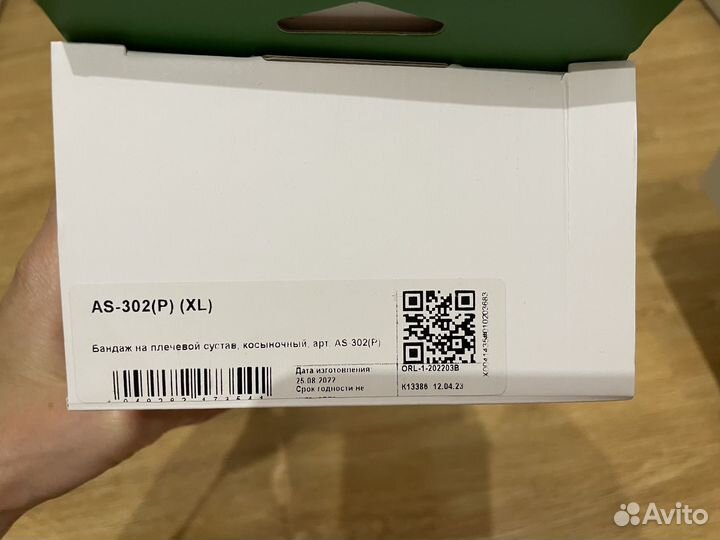 AS-302(P) (XL)
Бандаж на плечевой сустав, косыночный, арт. AS 302(P)
Дата изготовления
25.08.2022
Срок годности не
ORL-1-202203B
К13386 12.04.23
Avito